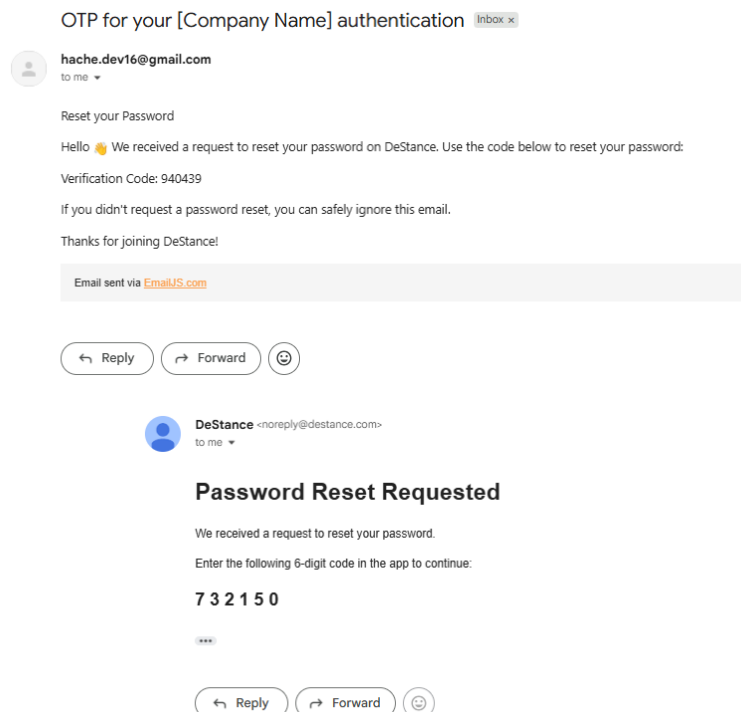 OTP for your [Company Name] authentication Inbox ×
hache.dev16@gmail.com
to me
Reset your Password
Hello 👋 We received a request to reset your password on DeStance. Use the code below to reset your password:
Verification Code: 940439
If you didn't request a password reset, you can safely ignore this email.
Thanks for joining DeStance!
Email sent via EmailJS.com
Reply Forward
DeStance <noreply@destance.com>
to me
Password Reset Requested
We received a request to reset your password.
Enter the following 6-digit code in the app to continue:
7 3 2 1 5 0
Reply Forward